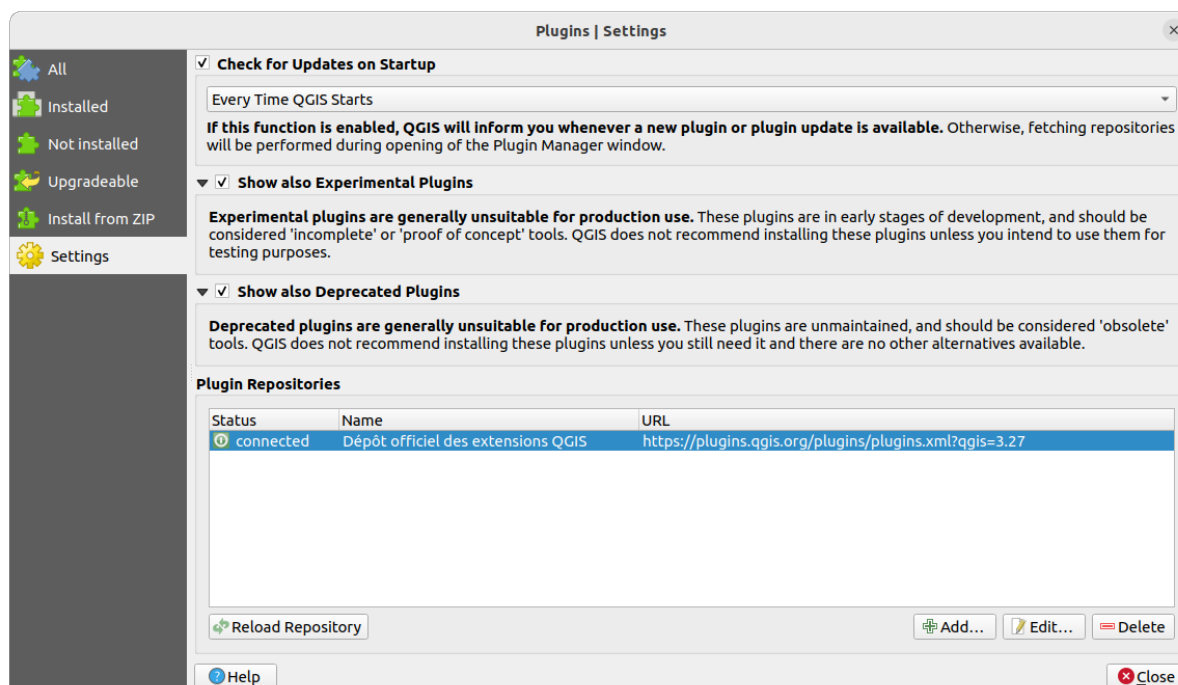 Plugins | Settings
All
Installed
Not installed
Upgradeable
Install from ZIP
Settings
Check for Updates on Startup
Every Time QGIS Starts
If this function is enabled, QGIS will inform you whenever a new plugin or plugin update is available. Otherwise, fetching repositories
will be performed during opening of the Plugin Manager window.
Show also Experimental Plugins
Experimental plugins are generally unsuitable for production use. These plugins are in early stages of development, and should be
considered 'incomplete' or 'proof of concept' tools. QGIS does not recommend installing these plugins unless you intend to use them for
testing purposes.
Show also Deprecated Plugins
Deprecated plugins are generally unsuitable for production use. These plugins are unmaintained, and should be considered 'obsolete'
tools. QGIS does not recommend installing these plugins unless you still need it and there are no other alternatives available.
Plugin Repositories
Status Name URL
connected Dépôt officiel des extensions QGIS https://plugins.qgis.org/plugins/plugins.xml?qgis=3.27
Reload Repository Add... Edit... Delete
Help Close